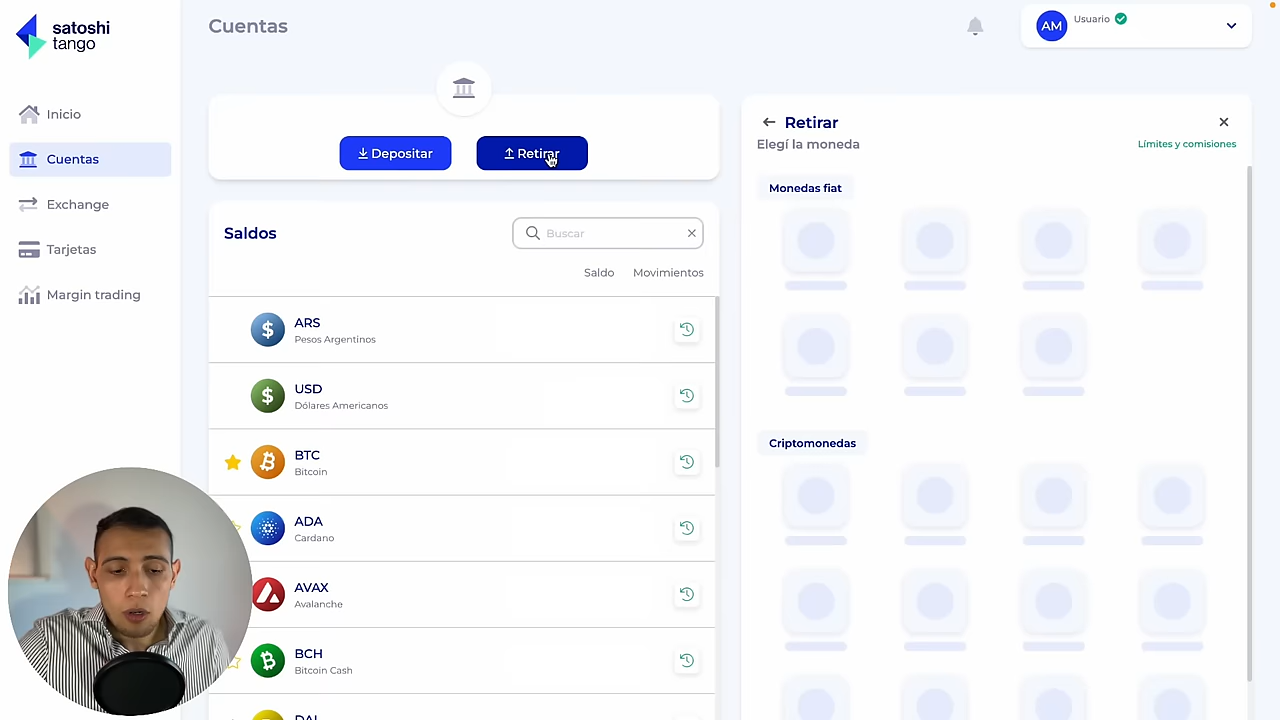 satoshi
tango
Inicio
Cuentas
Exchange
Tarjetas
Margin trading
Cuentas
AM
Usuario
Depositar
Retirar
Saldos
Buscar
Saldo
Movimientos
ARS
Pesos Argentinos
USD
Dólares Americanos
BTC
Bitcoin
ADA
Cardano
AVAX
Avalanche
BCH
Bitcoin Cash
DAI
Retirar
Elegí la moneda
Límites y comisiones
Monedas fiat
Criptomonedas